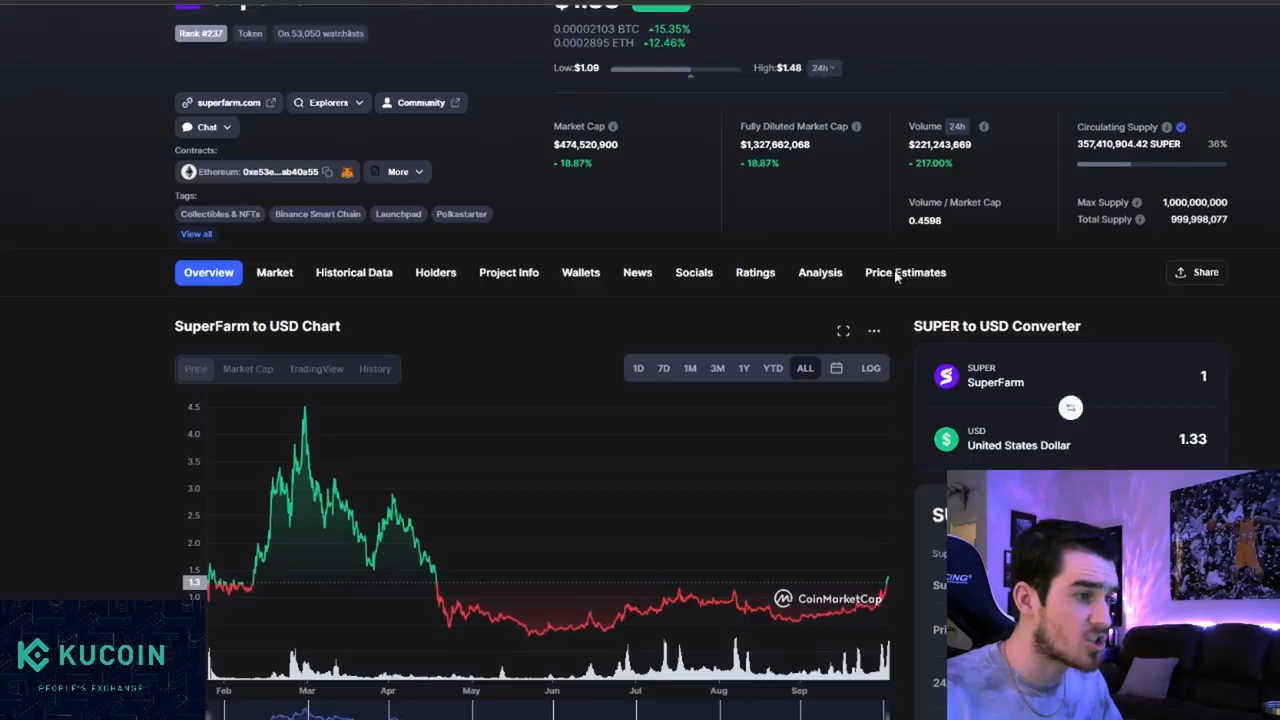 0.00002103 BTC 15.35%
0.0002895 ETH 12.46%
Rank #237 Token On 53,050 watchlists
Low:$1.09 High:$1.48 24h
superfarm.com Explorers Community
Chat
Contracts:
Ethereum: 0xe53e...ab40a55 More
Tags:
Collectibles & NFTs Binance Smart Chain Launchpad Polkastarter
View all
Market Cap
$474,520,900
18.87%
Fully Diluted Market Cap
$1,327,662,068
18.87%
Volume 24h
$221,243,669
217.00%
Volume / Market Cap
0.4598
Circulating Supply
357,410,904.42 SUPER 36%
Max Supply 1,000,000,000
Total Supply 999,998,077
Overview Market Historical Data Holders Project Info Wallets News Socials Ratings Analysis Price Estimates Share
SuperFarm to USD Chart
Price Market Cap TradingView History
1D 7D 1M 3M 1Y YTD ALL LOG
4.5
4.0
3.5
3.0
2.5
2.0
1.5
1.3
1.0
CoinMarketCap
Feb Mar Apr May Jun Jul Aug Sep
SUPER to USD Converter
SUPER
SuperFarm 1
USD
United States Dollar 1.33
KUCOIN
PEOPLE'S EXCHANGE